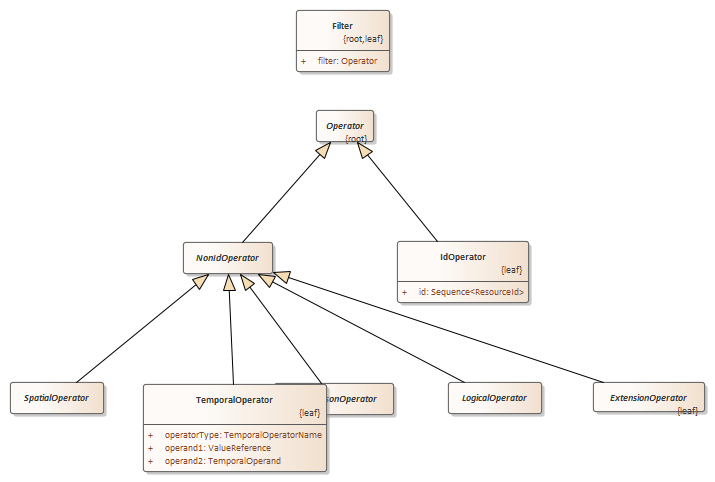 Filter
{root,leaf}
+ filter: Operator
Operator
{root}
NonIdOperator
IdOperator
{leaf}
+ id: Sequence<ResourceId>
SpatialOperator
TemporalOperator
{leaf}
+ operatorType: TemporalOperatorName
+ operand1: ValueReference
+ operand2: TemporalOperand
sonOperator
LogicalOperator
ExtensionOperator
{leaf}